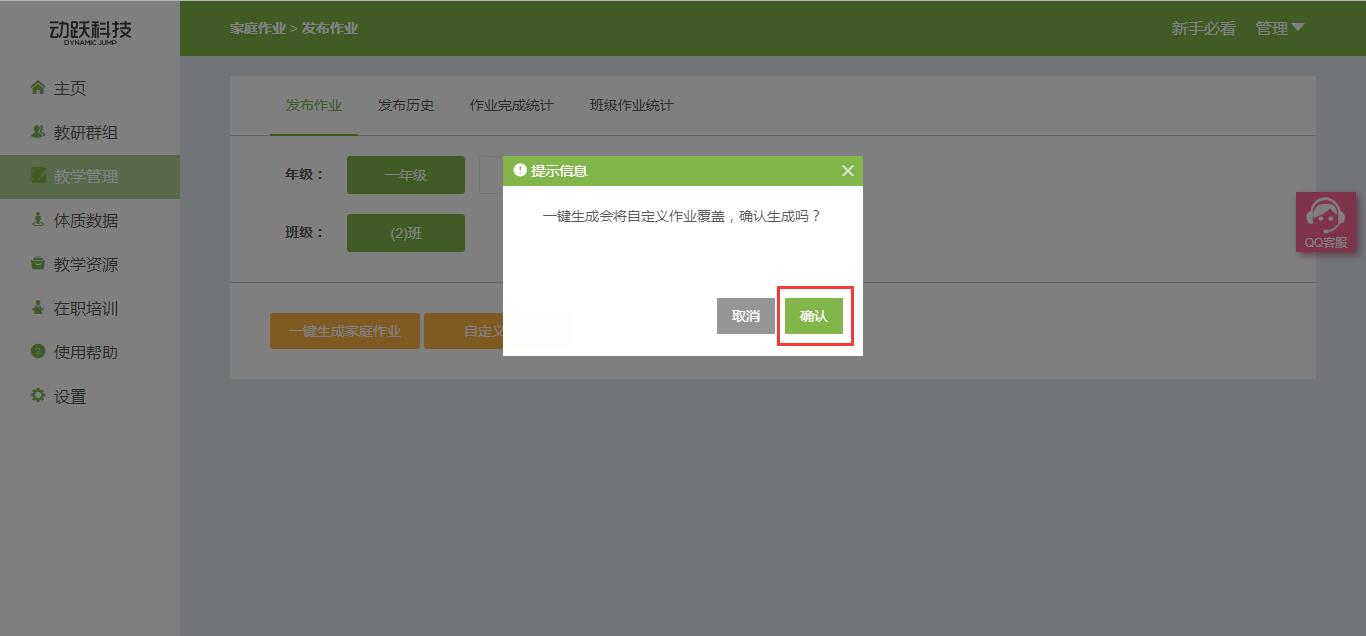 动跃科技
DYNAMIC JUMP
家庭作业 > 发布作业
新手必看 管理
主页
教研群组
教学管理
体质数据
教学资源
在职培训
使用帮助
设置
发布作业 发布历史 作业完成统计 班级作业统计
年级： 一年级
班级： (2)班
一键生成家庭作业 自定义
提示信息
一键生成会将自定义作业覆盖，确认生成吗？
取消 确认
QQ客服